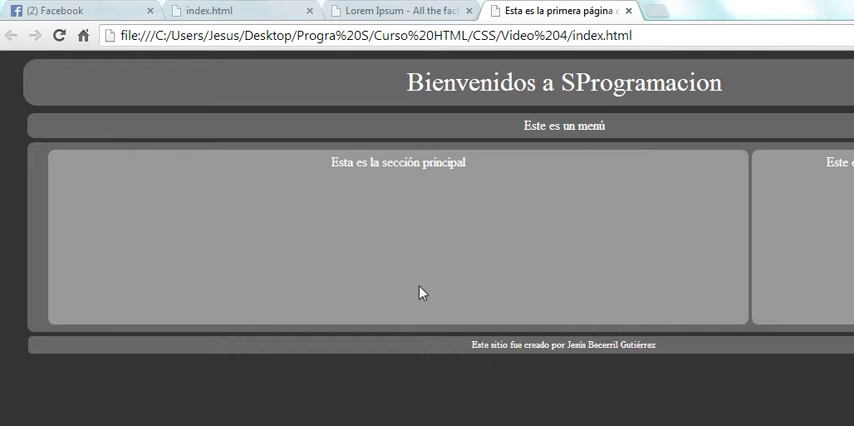 (2) Facebook
index.html
Lorem Ipsum - All the fact
Esta es la primera página
file:///C:/Users/Jesus/Desktop/Progra%20S/Curso%20HTML/CSS/Video%204/index.html
Bienvenidos a SProgramacion
Este es un menú
Esta es la sección principal
Este
Este sitio fue creado por Jesús Becerril Gutiérrez